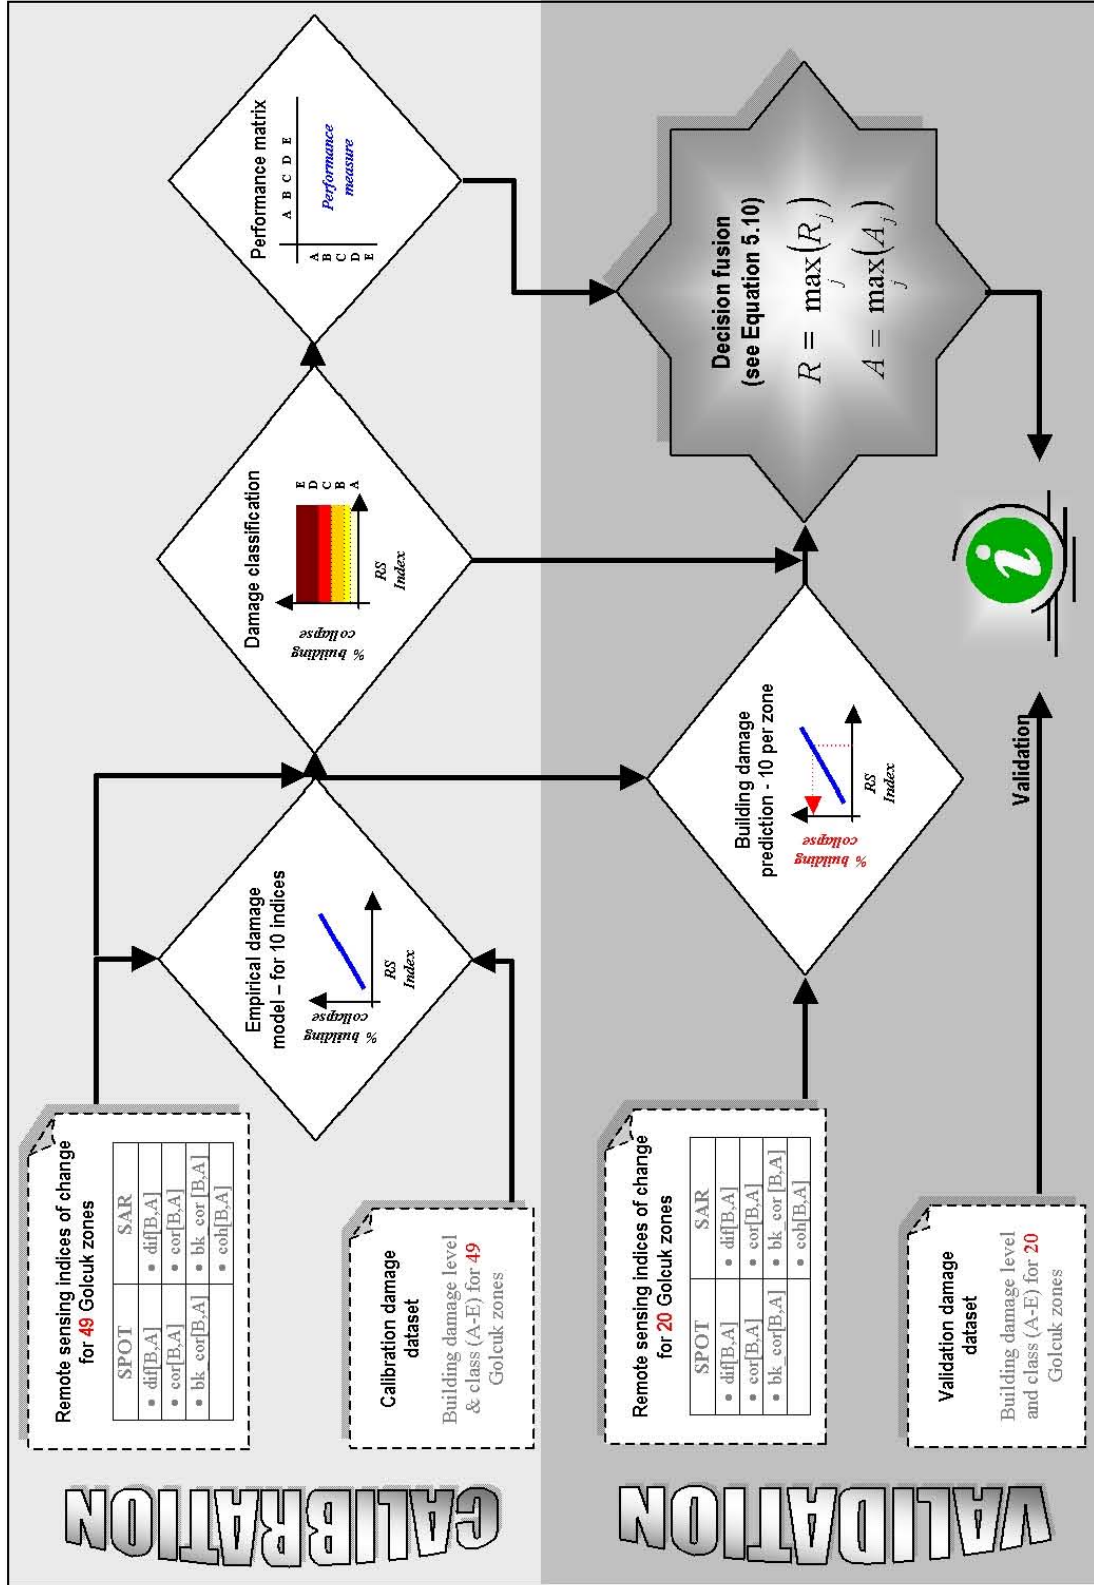 CALIBRATION
Remote sensing indices of change
for 49 Golcuk zones
SPOT SAR
• dif[B,A] • dif[B,A]
• cor[B,A] • cor[B,A]
• bk_cor[B,A] • bk_cor [B,A]
• coh[B,A]
Calibration damage
dataset
Building damage level
& class (A-E) for 49
Golcuk zones
Empirical damage
model – for 10 indices
% building
collapse
RS
Index
Damage classification
% building
collapse
E
D
C
B
A
RS
Index
Performance matrix
A B C D E
A
B
C
D
E
Performance
measure
VALIDATION
Remote sensing indices of change
for 20 Golcuk zones
SPOT SAR
• dif[B,A] • dif[B,A]
• cor[B,A] • cor[B,A]
• bk_cor[B,A] • bk_cor [B,A]
• coh[B,A]
Validation damage
dataset
Building damage level
and class (A-E) for 20
Golcuk zones
Building damage
prediction - 10 per zone
% building
collapse
RS
Index
Decision fusion
(see Equation 5.10)
R = max(R_j)
j
A = max(A_j)
j
Validation
i